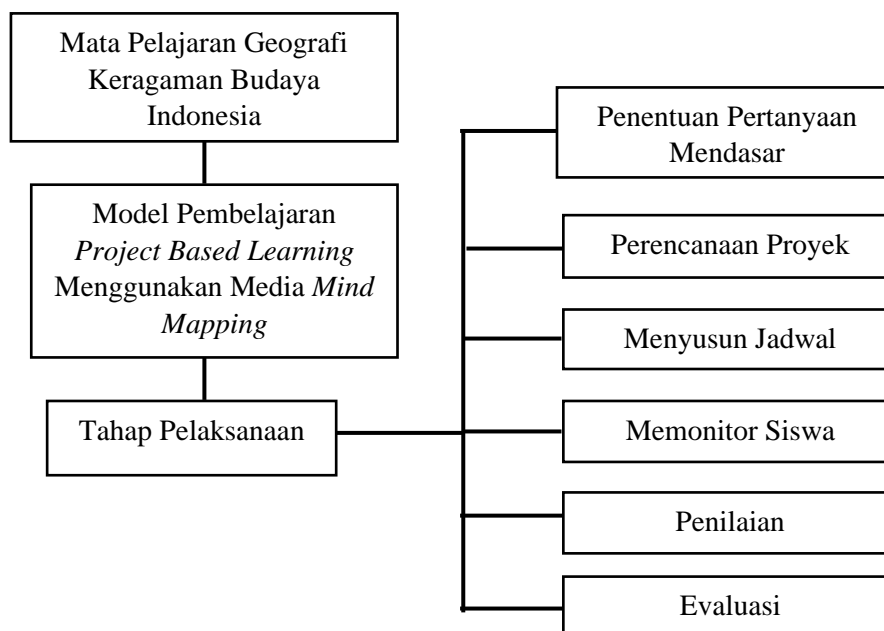 Mata Pelajaran Geografi
Keragaman Budaya
Indonesia
Model Pembelajaran
Project Based Learning
Menggunakan Media Mind
Mapping
Tahap Pelaksanaan
Penentuan Pertanyaan
Mendasar
Perencanaan Proyek
Menyusun Jadwal
Memonitor Siswa
Penilaian
Evaluasi